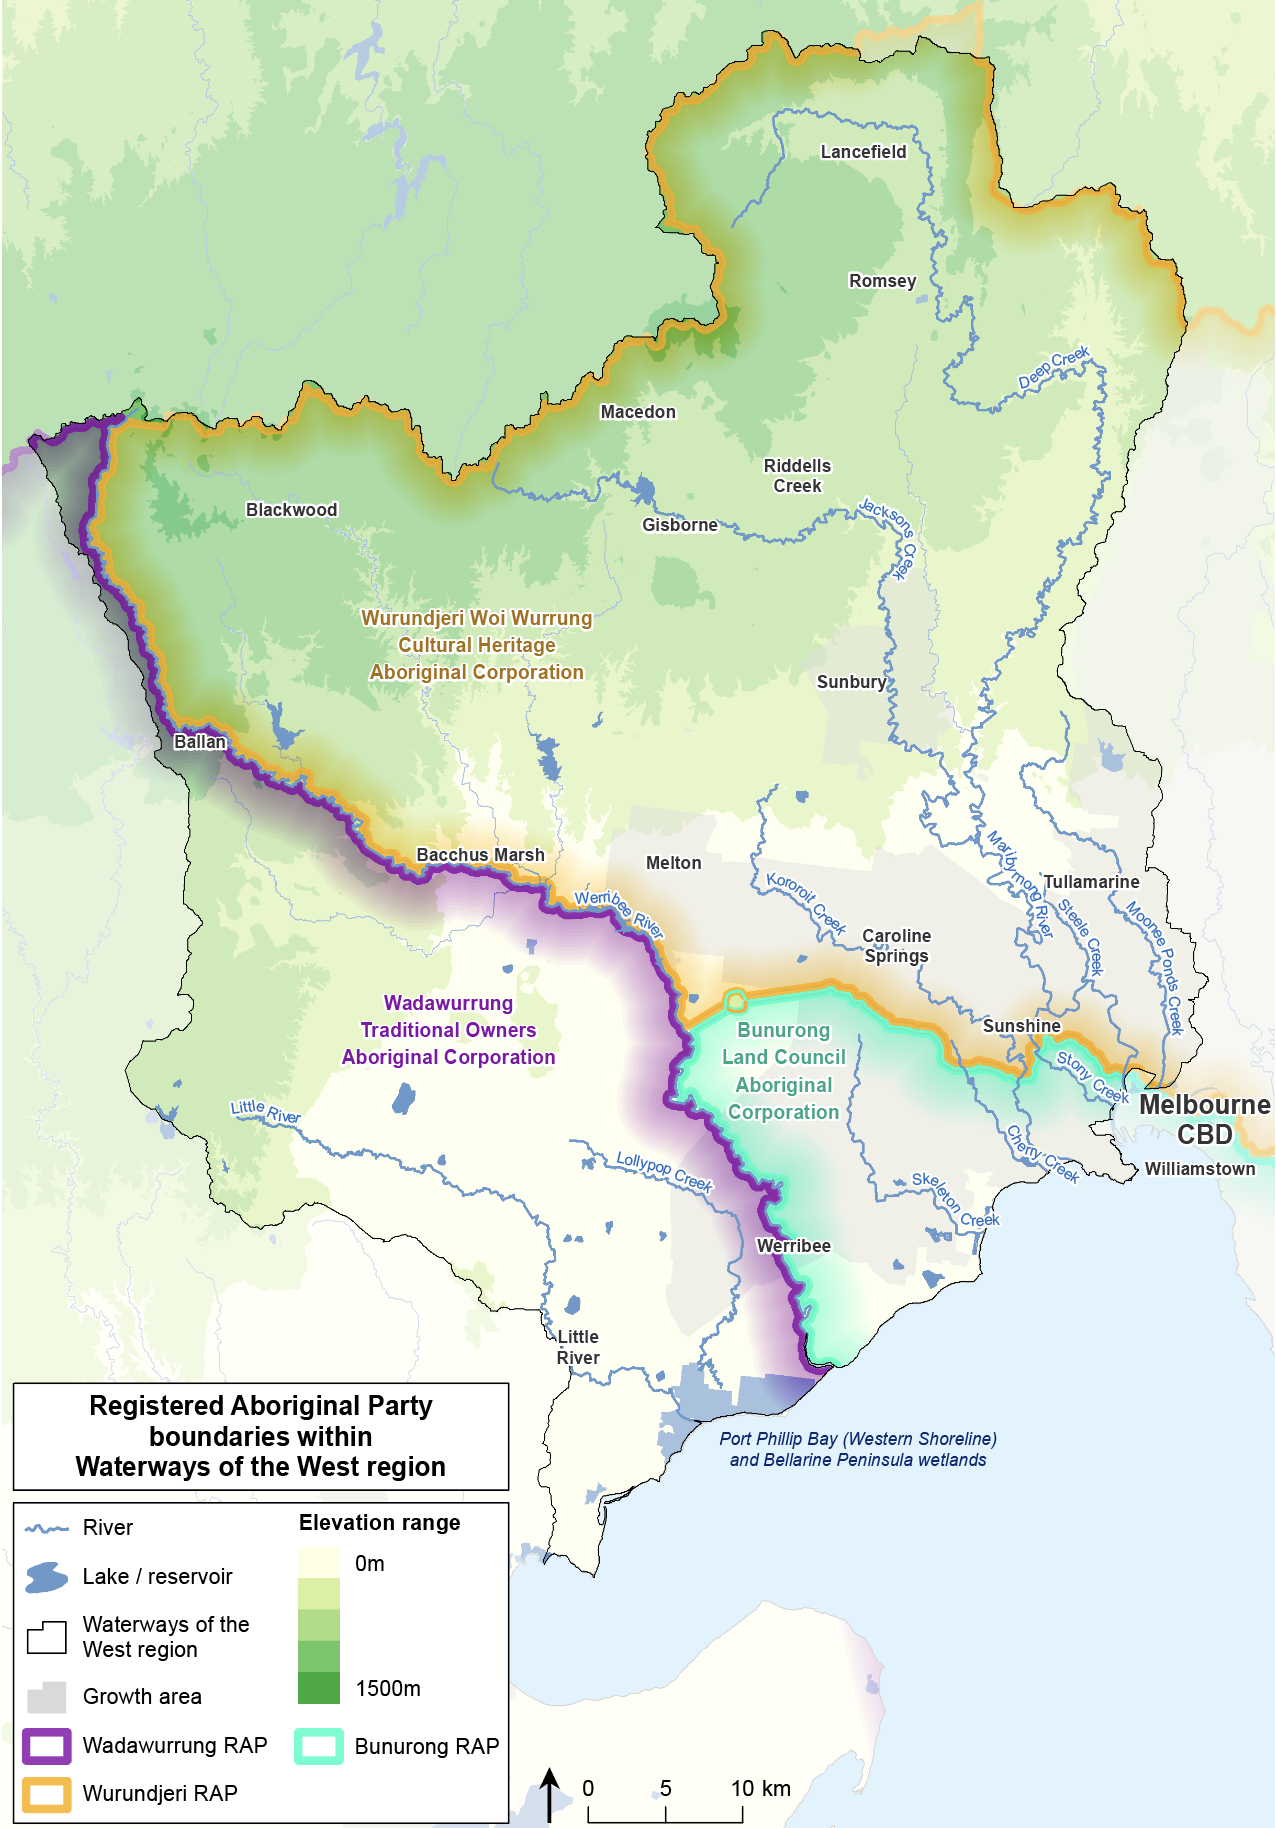 Lancefield
Romsey
Deep Creek
Macedon
Riddells
Creek
Blackwood
Gisborne
Jacksons Creek
Wurundjeri Woi Wurrung
Cultural Heritage
Aboriginal Corporation
Sunbury
Ballan
Bacchus Marsh
Melton
Maribyrnong River
Tullamarine
Kororoit Creek
Werribee River
Steele Creek
Moonee Ponds Creek
Caroline
Springs
Wadawurrung
Traditional Owners
Aboriginal Corporation
Sunshine
Bunurong
Land Council
Aboriginal
Corporation
Stony Creek
Melbourne
CBD
Little River
Cherry Creek
Williamstown
Lollypop Creek
Skeleton Creek
Werribee
Little
River
Port Phillip Bay (Western Shoreline)
and Bellarine Peninsula wetlands
Registered Aboriginal Party
boundaries within
Waterways of the West region
River
Lake / reservoir
Waterways of the
West region
Growth area
Wadawurrung RAP
Wurundjeri RAP
Elevation range
0m
1500m
Bunurong RAP
0 5 10 km